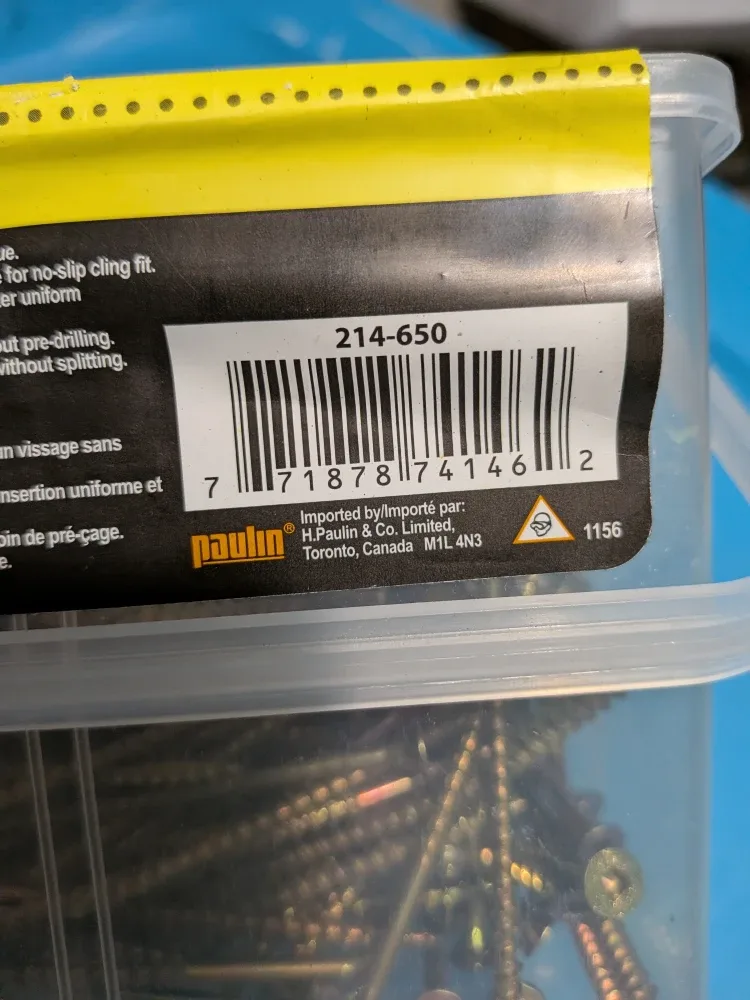 ue.
for no-slip cling fit.
er uniform
out pre-drilling.
without splitting.
un vissage sans
nsertion uniforme et
oin de pré-çage.
e.
214-650
7 71878 74146 2
paulin®
Imported by/Importé par:
H.Paulin & Co. Limited,
Toronto, Canada M1L 4N3
1156